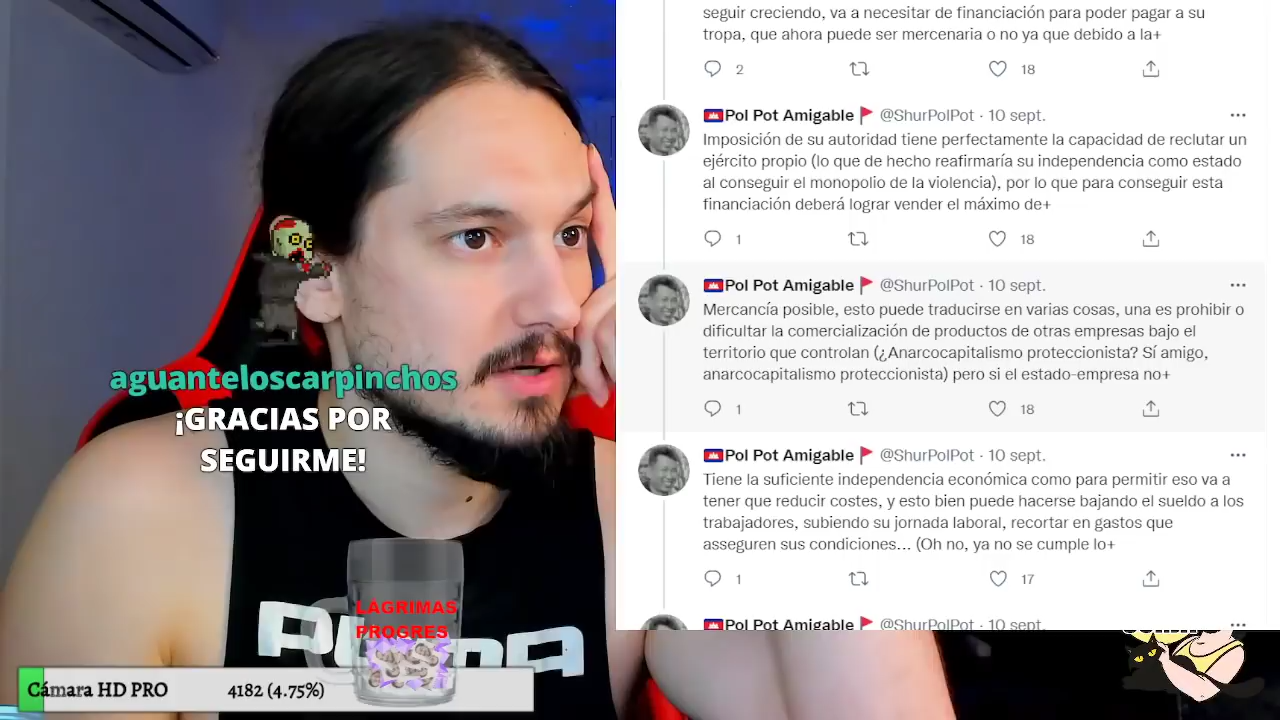 seguir creciendo, va a necesitar de financiación para poder pagar a su
tropa, que ahora puede ser mercenaria o no ya que debido a la+
2
18
Pol Pot Amigable @ShurPolPot · 10 sept.
Imposición de su autoridad tiene perfectamente la capacidad de reclutar un
ejército propio (lo que de hecho reafirmaría su independencia como estado
al conseguir el monopolio de la violencia), por lo que para conseguir esta
financiación deberá lograr vender el máximo de+
1
18
Pol Pot Amigable @ShurPolPot · 10 sept.
Mercancía posible, esto puede traducirse en varias cosas, una es prohibir o
dificultar la comercialización de productos de otras empresas bajo el
territorio que controlan (¿Anarcocapitalismo proteccionista? Sí amigo,
anarcocapitalismo proteccionista) pero si el estado-empresa no+
1
18
Pol Pot Amigable @ShurPolPot · 10 sept.
Tiene la suficiente independencia económica como para permitir eso va a
tener que reducir costes, y esto bien puede hacerse bajando el sueldo a los
trabajadores, subiendo su jornada laboral, recortar en gastos que
aseguren sus condiciones... (Oh no, ya no se cumple lo+
1
17
Pol Pot Amigable @ShurPolPot · 10 sept.
aguanteloscarpinchos
¡GRACIAS POR
SEGUIRME!
LAGRIMAS
PROGRES
Cámara HD PRO
4182 (4.75%)